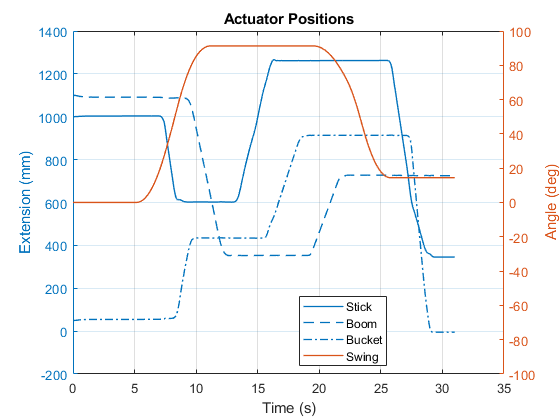 Actuator Positions
1400
1200
1000
800
600
400
200
0
-200
Extension (mm)
100
80
60
40
20
0
-20
-40
-60
-80
-100
Angle (deg)
Stick
Boom
Bucket
Swing
0 5 10 15 20 25 30 35
Time (s)